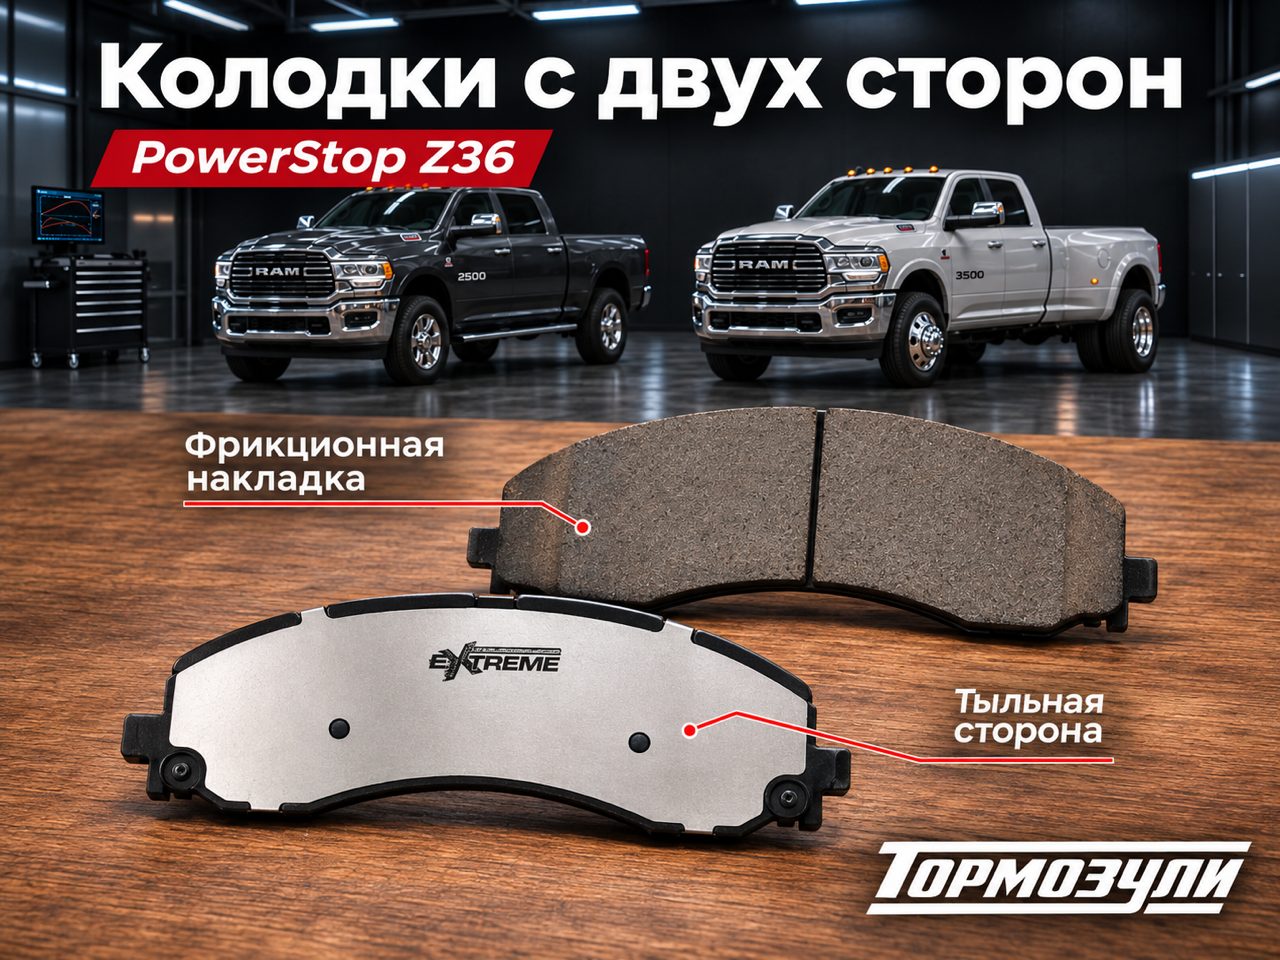 Колодки с двух сторон
PowerStop Z36
RAM
2500
RAM
3500
Фрикционная
накладка
EXTREME
Тыльная
сторона
ТОРМОЗУЛИ